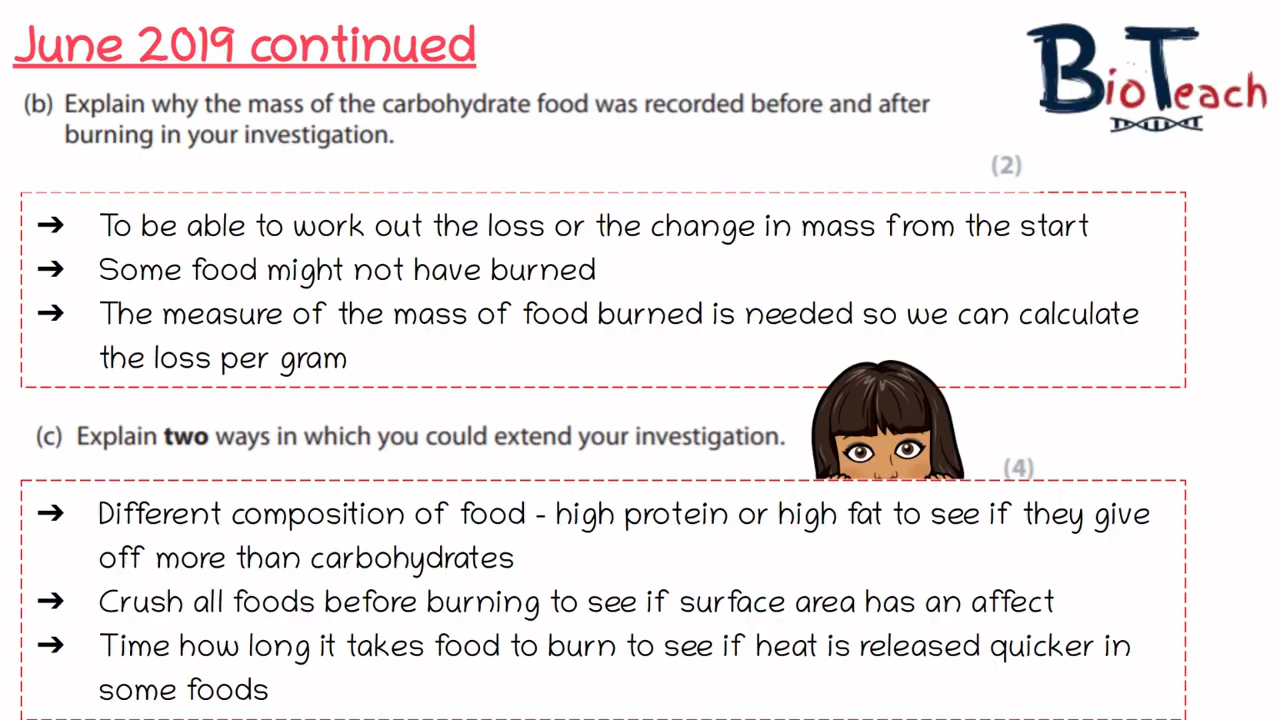 June 2019 continued
BioTeach
(b) Explain why the mass of the carbohydrate food was recorded before and after
burning in your investigation.
(2)
➔ To be able to work out the loss or the change in mass from the start
➔ Some food might not have burned
➔ The measure of the mass of food burned is needed so we can calculate
the loss per gram
(c) Explain two ways in which you could extend your investigation.
(4)
➔ Different composition of food - high protein or high fat to see if they give
off more than carbohydrates
➔ Crush all foods before burning to see if surface area has an affect
➔ Time how long it takes food to burn to see if heat is released quicker in
some foods